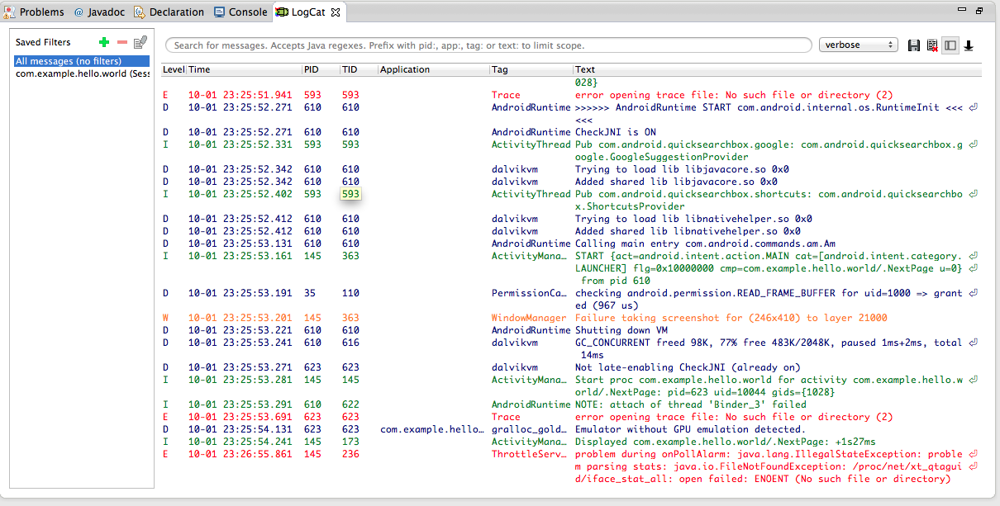 Problems @ Javadoc Declaration Console LogCat
Saved Filters
All messages (no filters)
com.example.hello.world (Sess
Search for messages. Accepts Java regexes. Prefix with pid:, app:, tag: or text: to limit scope.
verbose
Level Time PID TID Application Tag Text
028}
E 10-01 23:25:51.941 593 593 Trace error opening trace file: No such file or directory (2)
D 10-01 23:25:52.271 610 610 AndroidRuntime >>>>>> AndroidRuntime START com.android.internal.os.RuntimeInit <<<
<<<
D 10-01 23:25:52.271 610 610 AndroidRuntime CheckJNI is ON
I 10-01 23:25:52.331 593 593 ActivityThread Pub com.android.quicksearchbox.google: com.android.quicksearchbox.g
oogle.GoogleSuggestionProvider
D 10-01 23:25:52.342 610 610 dalvikvm Trying to load lib libjavacore.so 0x0
D 10-01 23:25:52.342 610 610 dalvikvm Added shared lib libjavacore.so 0x0
I 10-01 23:25:52.402 593 593 ActivityThread Pub com.android.quicksearchbox.shortcuts: com.android.quicksearchbo
x.ShortcutsProvider
D 10-01 23:25:52.412 610 610 dalvikvm Trying to load lib libnativehelper.so 0x0
D 10-01 23:25:52.412 610 610 dalvikvm Added shared lib libnativehelper.so 0x0
D 10-01 23:25:53.131 610 610 AndroidRuntime Calling main entry com.android.commands.am.Am
I 10-01 23:25:53.161 145 363 ActivityMana… START {act=android.intent.action.MAIN cat=[android.intent.category.
LAUNCHER] flg=0x10000000 cmp=com.example.hello.world/.NextPage u=0}
from pid 610
D 10-01 23:25:53.191 35 110 PermissionCa… checking android.permission.READ_FRAME_BUFFER for uid=1000 => grant
ed (967 us)
W 10-01 23:25:53.201 145 363 WindowManager Failure taking screenshot for (246x410) to layer 21000
D 10-01 23:25:53.221 610 610 AndroidRuntime Shutting down VM
D 10-01 23:25:53.241 610 616 dalvikvm GC_CONCURRENT freed 98K, 77% free 483K/2048K, paused 1ms+2ms, total
14ms
D 10-01 23:25:53.271 623 623 dalvikvm Not late-enabling CheckJNI (already on)
I 10-01 23:25:53.281 145 145 ActivityMana… Start proc com.example.hello.world for activity com.example.hello.w
orld/.NextPage: pid=623 uid=10044 gids={1028}
I 10-01 23:25:53.291 610 622 AndroidRuntime NOTE: attach of thread 'Binder_3' failed
E 10-01 23:25:53.691 623 623 Trace error opening trace file: No such file or directory (2)
D 10-01 23:25:54.131 623 623 com.example.hello… gralloc_gold… Emulator without GPU emulation detected.
I 10-01 23:25:54.241 145 173 ActivityMana… Displayed com.example.hello.world/.NextPage: +1s27ms
E 10-01 23:26:55.861 145 236 ThrottleServ… problem during onPollAlarm: java.lang.IllegalStateException: proble
m parsing stats: java.io.FileNotFoundException: /proc/net/xt_qtagui
d/iface_stat_all: open failed: ENOENT (No such file or directory)